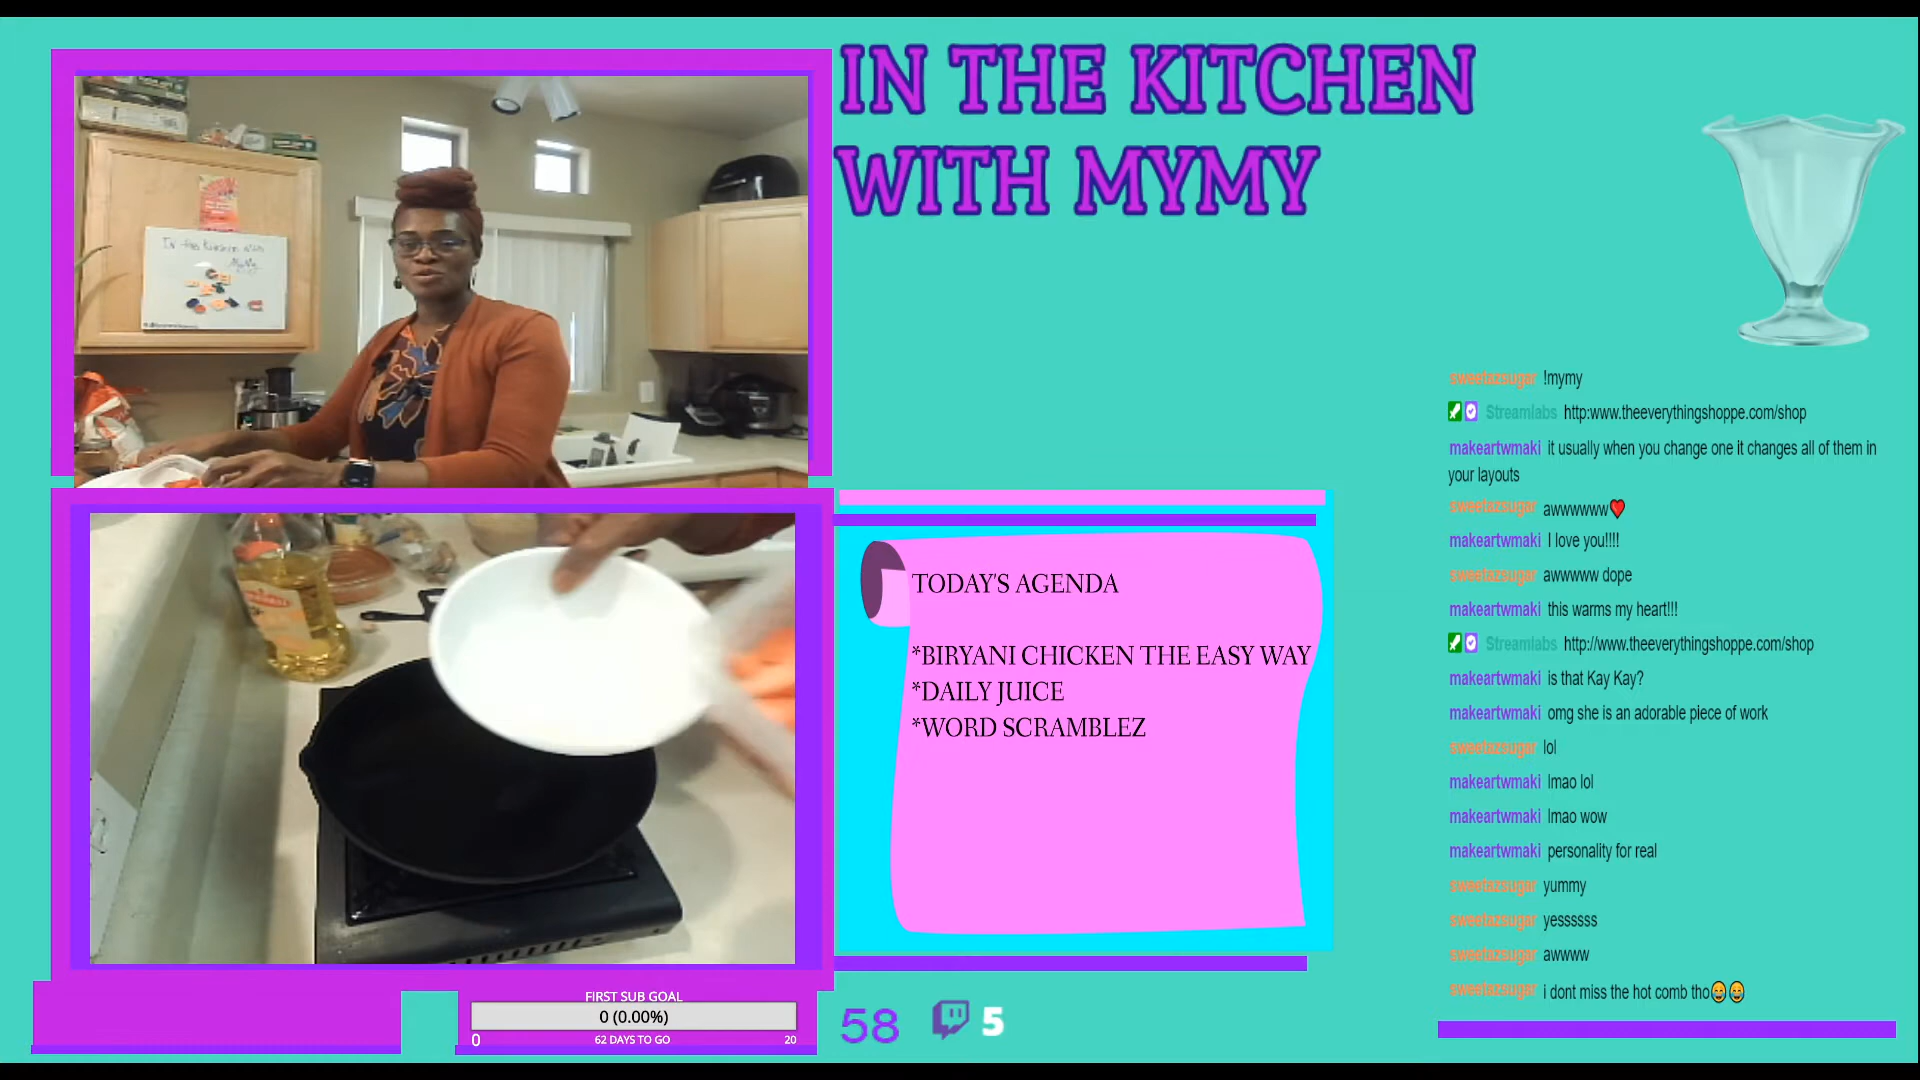 IN THE KITCHEN
WITH MYMY
In the Kitchen with
MyMy
sweetazsugar !mymy
Streamlabs http:www.theeverythingshoppe.com/shop
makeartwmaki it usually when you change one it changes all of them in
your layouts
sweetazsugar awwwwww❤️
makeartwmaki I love you!!!!
sweetazsugar awwwww dope
makeartwmaki this warms my heart!!!
Streamlabs http://www.theeverythingshoppe.com/shop
makeartwmaki is that Kay Kay?
makeartwmaki omg she is an adorable piece of work
sweetazsugar lol
makeartwmaki lmao lol
makeartwmaki lmao wow
makeartwmaki personality for real
sweetazsugar yummy
sweetazsugar yessssss
sweetazsugar awwww
sweetazsugar i dont miss the hot comb tho😂😂
TODAY'S AGENDA
*BIRYANI CHICKEN THE EASY WAY
*DAILY JUICE
*WORD SCRAMBLEZ
FIRST SUB GOAL
0 (0.00%)
0 62 DAYS TO GO 20
58 5